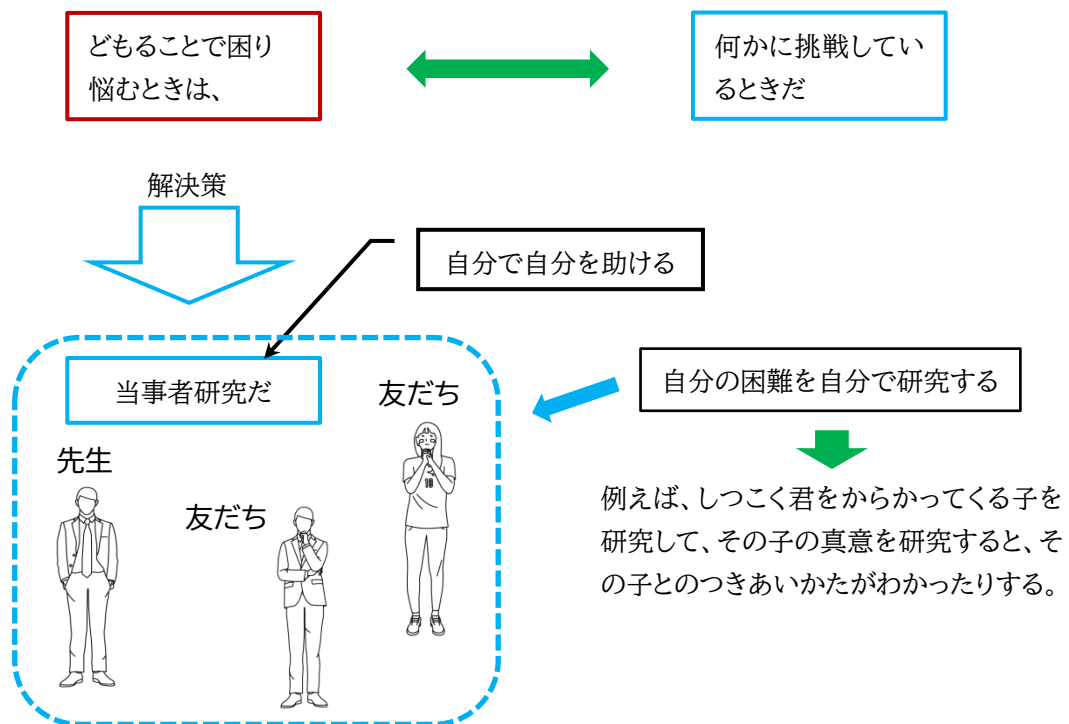 どもることで困り
悩むときは、
何かに挑戦してい
るときだ
解決策
自分で自分を助ける
当事者研究だ
友だち
自分の困難を自分で研究する
先生
友だち
10
例えば、しつこく君をからかってくる子を
研究して、その子の真意を研究すると、そ
の子とのつきあいかたがわかったりする。